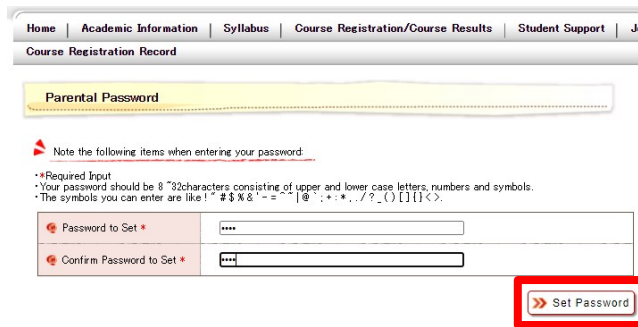 Home | Academic Information | Syllabus | Course Registration/Course Results | Student Support | J
Course Registration Record
Parental Password
Note the following items when entering your password:
・*Required Input
・Your password should be 8 ~32characters consisting of upper and lower case letters, numbers and symbols.
・The symbols you can enter are like ! " # $ % & ' - = ^ ~ | @ ` ; + : * , . / ? _ ( ) [ ] { } < >.
Password to Set * ••••
Confirm Password to Set * ••••
Set Password